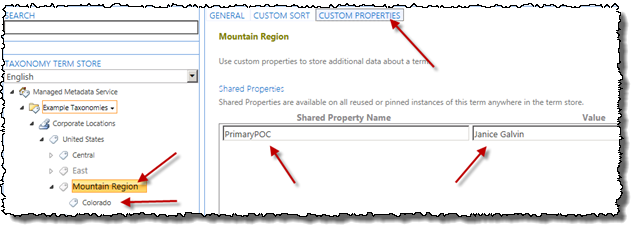 SEARCH
TAXONOMY TERM STORE
English
Managed Metadata Service
Example Taxonomies
Corporate Locations
United States
Central
East
Mountain Region
Colorado
GENERAL CUSTOM SORT CUSTOM PROPERTIES
Mountain Region
Use custom properties to store additional data about a term.
Shared Properties
Shared Properties are available on all reused or pinned instances of this term anywhere in the term store.
Shared Property Name Value
PrimaryPOC Janice Galvin